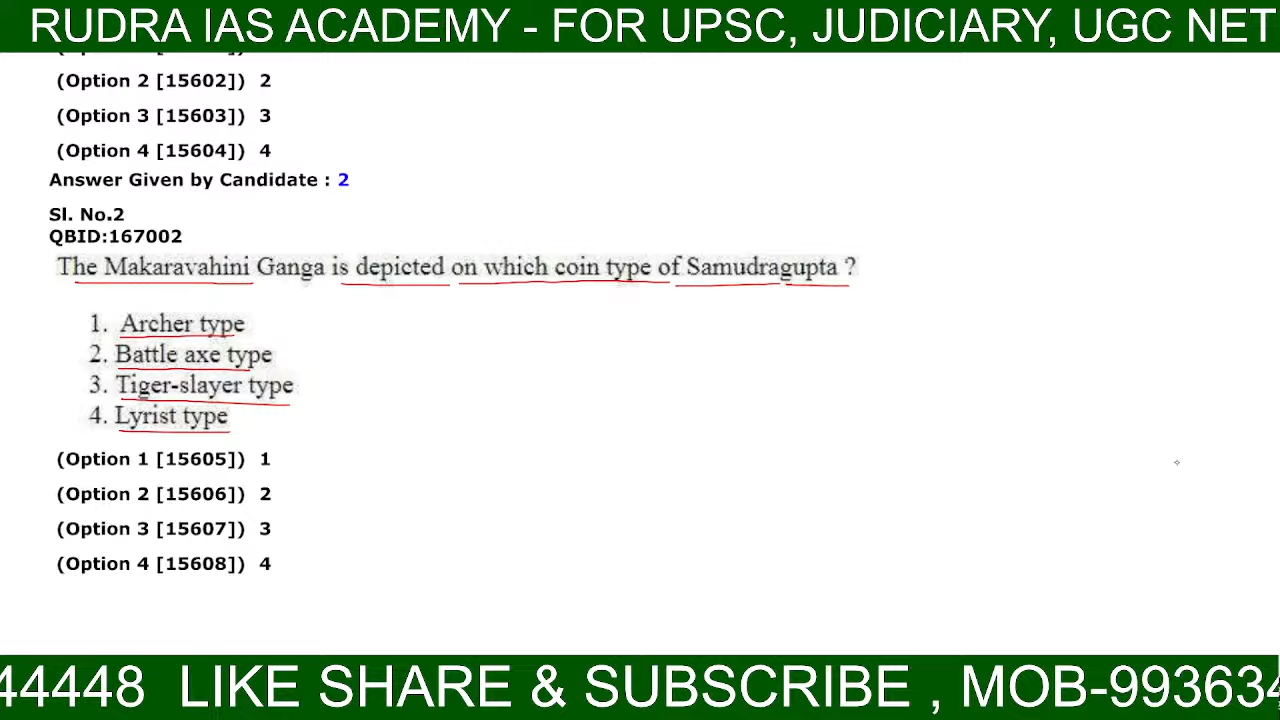 RUDRA IAS ACADEMY - FOR UPSC, JUDICIARY, UGC NET
(Option 2 [15602]) 2
(Option 3 [15603]) 3
(Option 4 [15604]) 4
Answer Given by Candidate : 2
Sl. No.2
QBID:167002
The Makaravahini Ganga is depicted on which coin type of Samudragupta ?
1. Archer type
2. Battle axe type
3. Tiger-slayer type
4. Lyrist type
(Option 1 [15605]) 1
(Option 2 [15606]) 2
(Option 3 [15607]) 3
(Option 4 [15608]) 4
44448 LIKE SHARE & SUBSCRIBE , MOB-993634